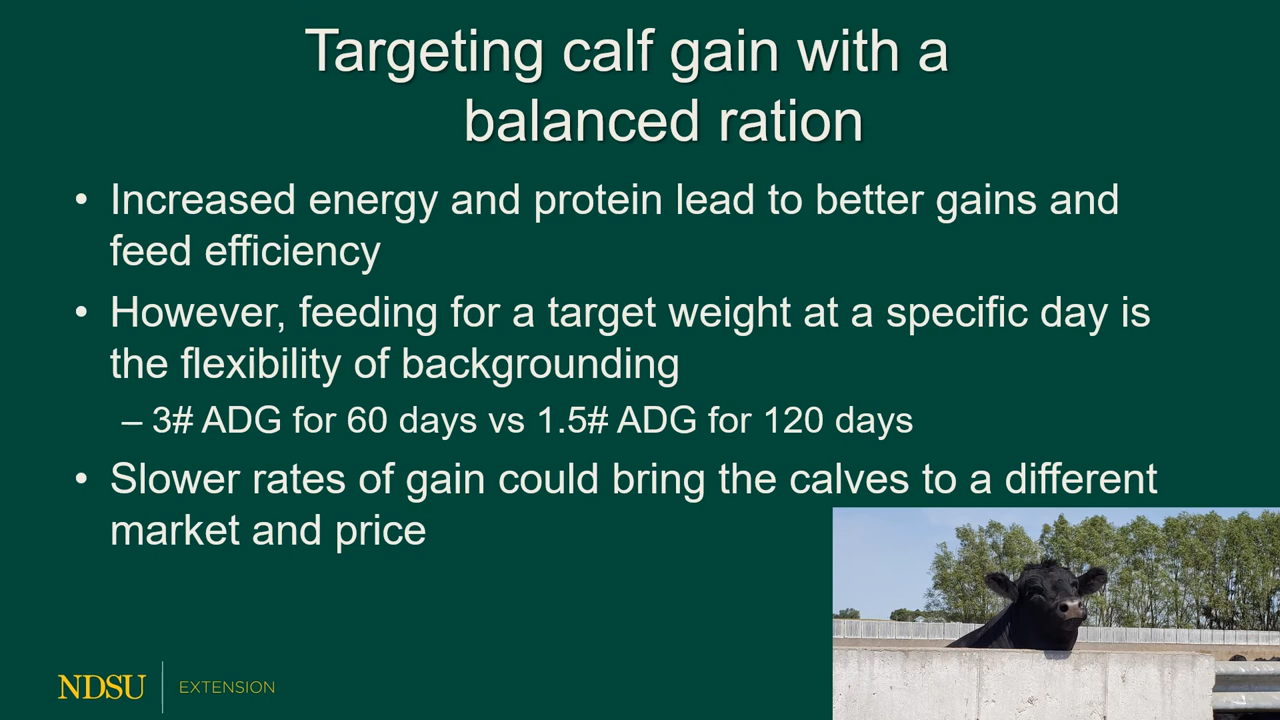 Targeting calf gain with a
balanced ration
• Increased energy and protein lead to better gains and
feed efficiency
• However, feeding for a target weight at a specific day is
the flexibility of backgrounding
– 3# ADG for 60 days vs 1.5# ADG for 120 days
• Slower rates of gain could bring the calves to a different
market and price
NDSU EXTENSION